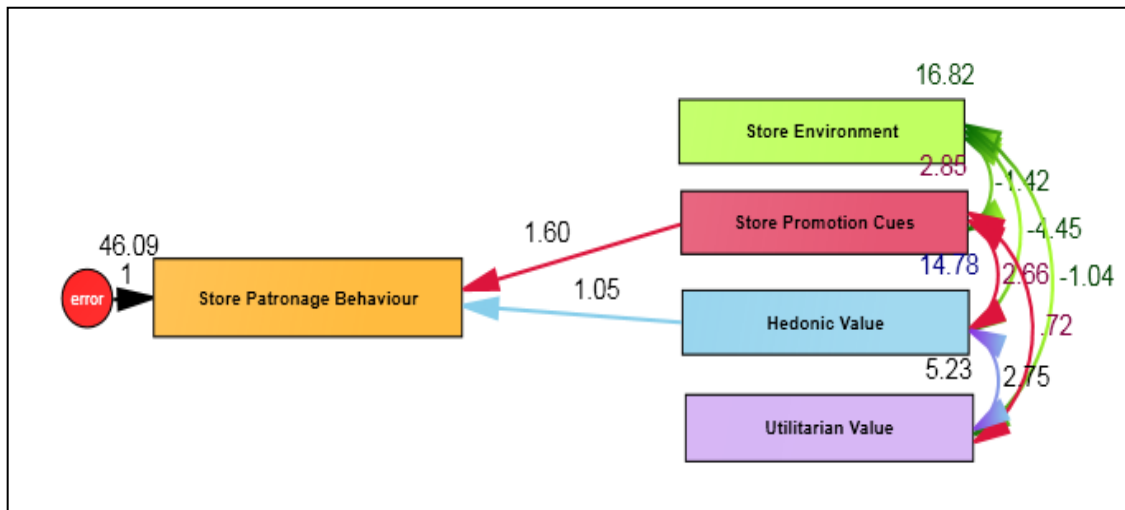 16.82
Store Environment
2.85
-1.42
Store Promotion Cues
1.60
-4.45
46.09
1
14.78
2.66
-1.04
error
Store Patronage Behaviour
1.05
Hedonic Value
.72
5.23
2.75
Utilitarian Value